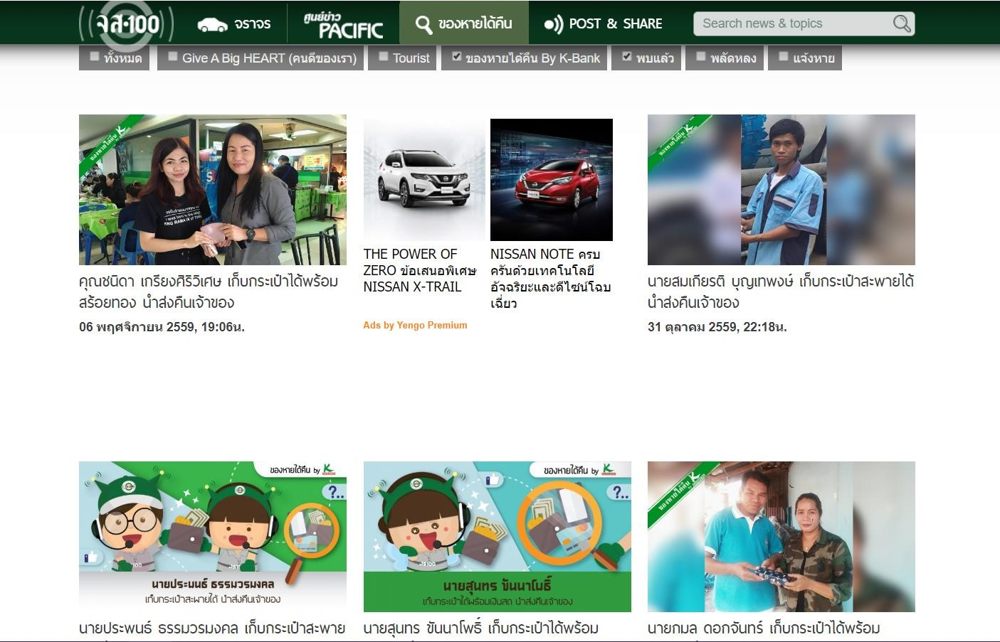 จส.100
จราจร
ศูนย์ข่าว
PACIFIC
ของหายได้คืน
POST & SHARE
Search news & topics
ทั้งหมด
Give A Big HEART (คนดีของเรา)
Tourist
ของหายได้คืน By K-Bank
พบแล้ว
พลัดหลง
แจ้งหาย
ของหายได้คืน
คุณชนิดา เกรียงศิริวิเศษ เก็บกระเป๋าได้พร้อม
สร้อยทอง นำส่งคืนเจ้าของ
06 พฤศจิกายน 2559, 19:06น.
THE POWER OF
ZERO ข้อเสนอพิเศษ
NISSAN X-TRAIL
NISSAN NOTE ครบ
ครันด้วยเทคโนโลยี
อัจฉริยะและดีไซน์โฉบ
เฉี่ยว
Ads by Yengo Premium
ของหายได้คืน
นายสมเกียรติ บุญเทพงษ์ เก็บกระเป๋าสะพายได้
นำส่งคืนเจ้าของ
31 ตุลาคม 2559, 22:18น.
ของหายได้คืน by K
?..
JS100
นายประพนธ์ ธรรมวรมงคล
เก็บกระเป๋าสะพายได้ นำส่งคืนเจ้าของ
นายประพนธ์ ธรรมวรมงคล เก็บกระเป๋าสะพาย
ของหายได้คืน by K
?..
JS100
นายสุนทร ขันนาโพธิ์
เก็บกระเป๋าได้พร้อมเงินสด นำส่งคืนเจ้าของ
นายสุนทร ขันนาโพธิ์ เก็บกระเป๋าได้พร้อม
ของหายได้คืน
นายกมล ดอกจันทร์ เก็บกระเป๋าได้พร้อม